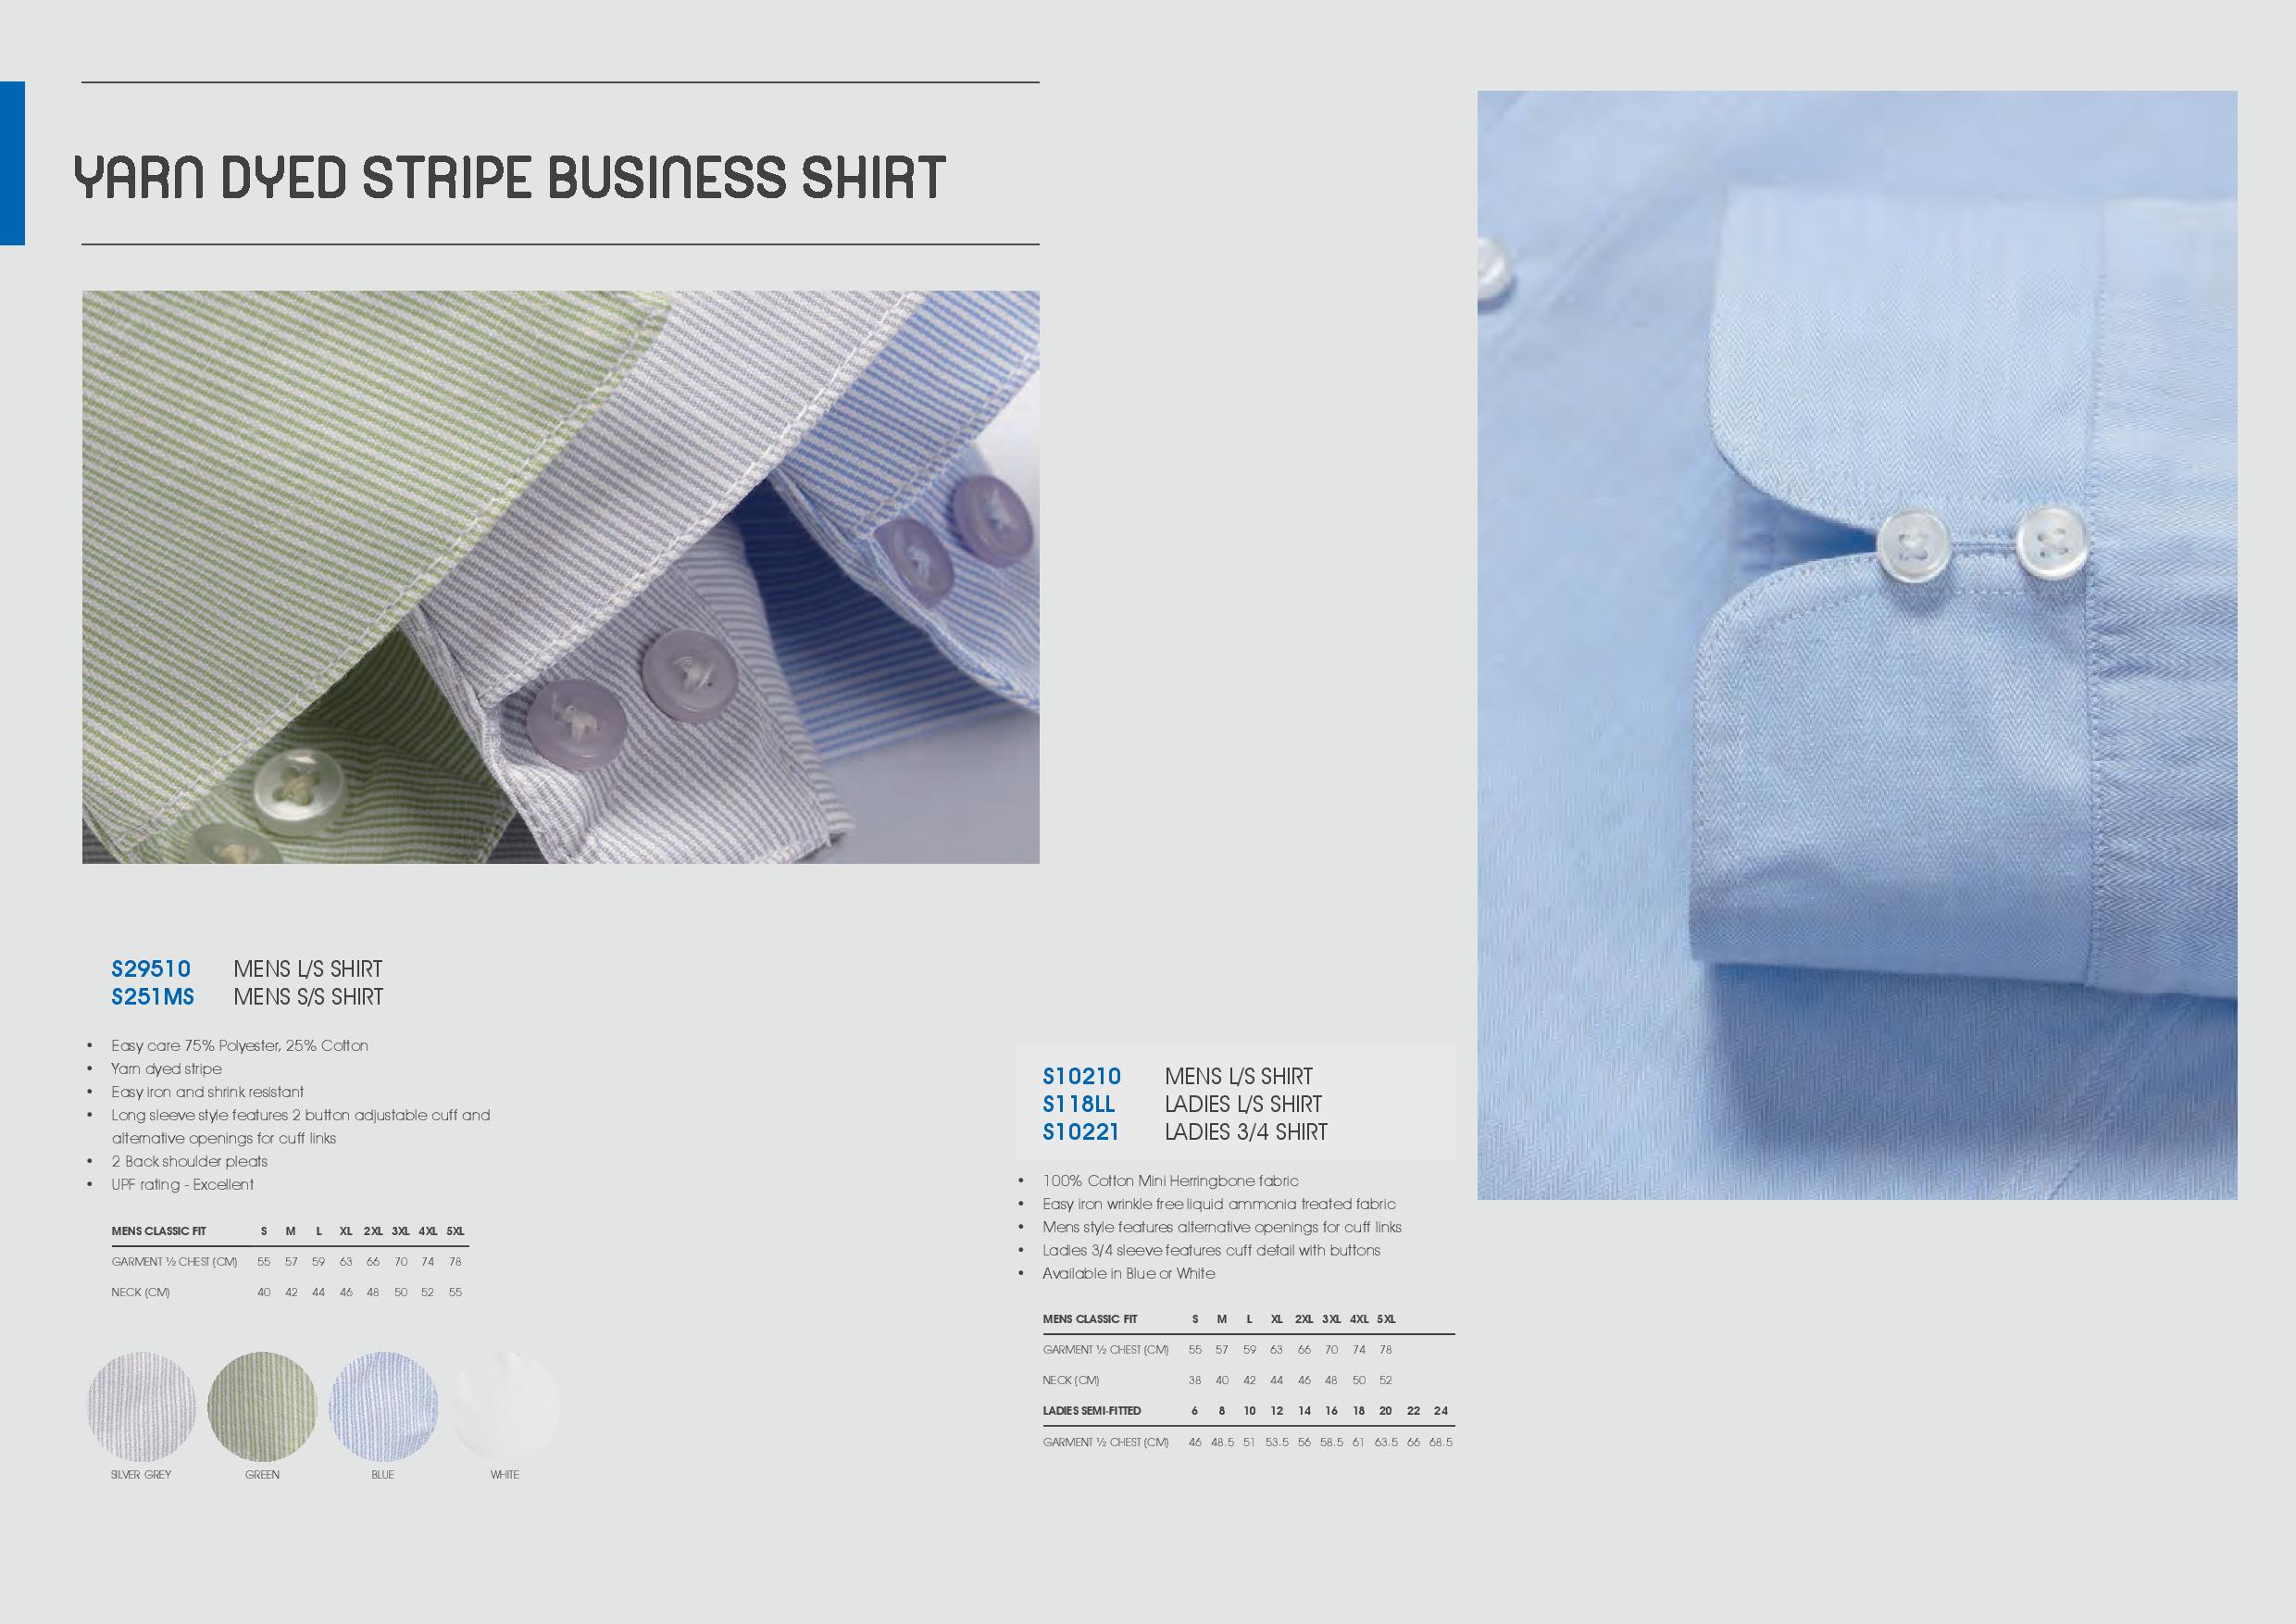 YARN DYED STRIPE BUSINESS SHIRT
S29510 MENS L/S SHIRT
S251MS MENS S/S SHIRT
• Easy care 75% Polyester, 25% Cotton
• Yarn dyed stripe
• Easy iron and shrink resistant
• Long sleeve style features 2 button adjustable cuff and
alternative openings for cuff links
• 2 Back shoulder pleats
• UPF rating - Excellent
MENS CLASSIC FIT S M L XL 2XL 3XL 4XL 5XL
GARMENT ½ CHEST (CM) 55 57 59 63 66 70 74 78
NECK (CM) 40 42 44 46 48 50 52 55
SILVER GREY GREEN BLUE WHITE
S10210 MENS L/S SHIRT
S118LL LADIES L/S SHIRT
S10221 LADIES 3/4 SHIRT
• 100% Cotton Mini Herringbone fabric
• Easy iron wrinkle free liquid ammonia treated fabric
• Mens style features alternative openings for cuff links
• Ladies 3/4 sleeve features cuff detail with buttons
• Available in Blue or White
MENS CLASSIC FIT S M L XL 2XL 3XL 4XL 5XL
GARMENT ½ CHEST (CM) 55 57 59 63 66 70 74 78
NECK (CM) 38 40 42 44 46 48 50 52
LADIES SEMI-FITTED 6 8 10 12 14 16 18 20 22 24
GARMENT ½ CHEST (CM) 46 48.5 51 53.5 56 58.5 61 63.5 66 68.5